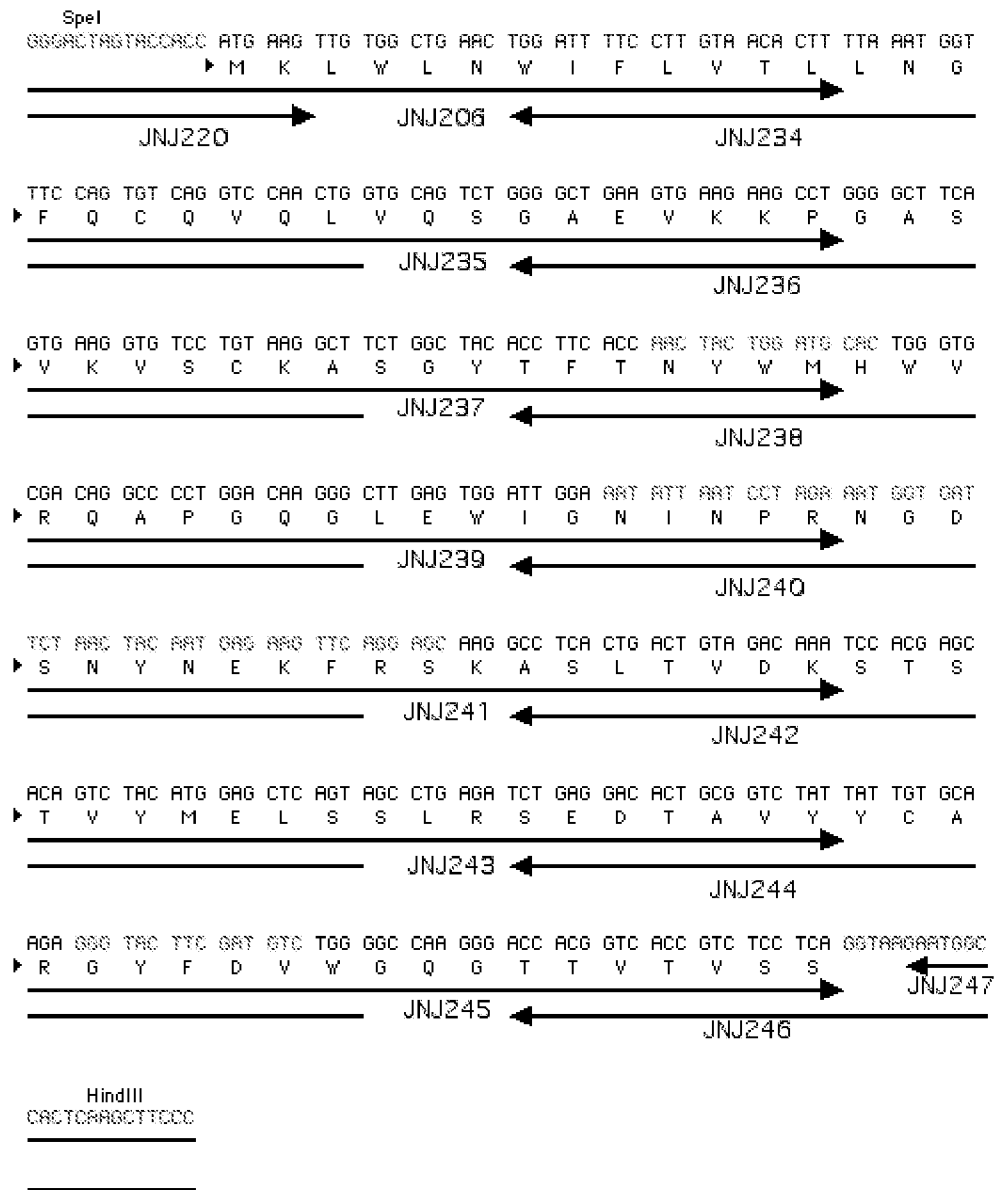 SpeI
GGGACTAGTACCACC ATG AAG TTG TGG CTG AAC TGG ATT TTC CTT GTA ACA CTT TTA AAT GGT
M K L W L N W I F L V T L L N G
JNJ220 JNJ206 JNJ234
TTC CAG TGT CAG GTC CAA CTG GTG CAG TCT GGG GCT GAA GTG AAG AAG CCT GGG GCT TCA
F Q C Q V Q L V Q S G A E V K K P G A S
JNJ235 JNJ236
GTG AAG GTG TCC TGT AAG GCT TCT GGC TAC ACC TTC ACC AAC TAC TGG ATG CAC TGG GTG
V K V S C K A S G Y T F T N Y W M H W V
JNJ237 JNJ238
CGA CAG GCC CCT GGA CAA GGG CTT GAG TGG ATT GGA AAT ATT AAT CCT AGA AAT GGT GAT
R Q A P G Q G L E W I G N I N P R N G D
JNJ239 JNJ240
TCT AAC TAC AAT GAG AAG TTC AGG AGC AAG GCC TCA CTG ACT GTA GAC AAA TCC ACG AGC
S N Y N E K F R S K A S L T V D K S T S
JNJ241 JNJ242
ACA GTC TAC ATG GAG CTC AGT AGC CTG AGA TCT GAG GAC ACT GCG GTC TAT TAT TGT GCA
T V Y M E L S S L R S E D T A V Y Y C A
JNJ243 JNJ244
AGA GGG TAC TTC GAT GTC TGG GGC CAA GGG ACC ACG GTC ACC GTC TCC TCA GGTAAGAATGGC
R G Y F D V W G Q G T T V T V S S
JNJ245 JNJ246 JNJ247
HindIII
CACTCAAGCTTCCC